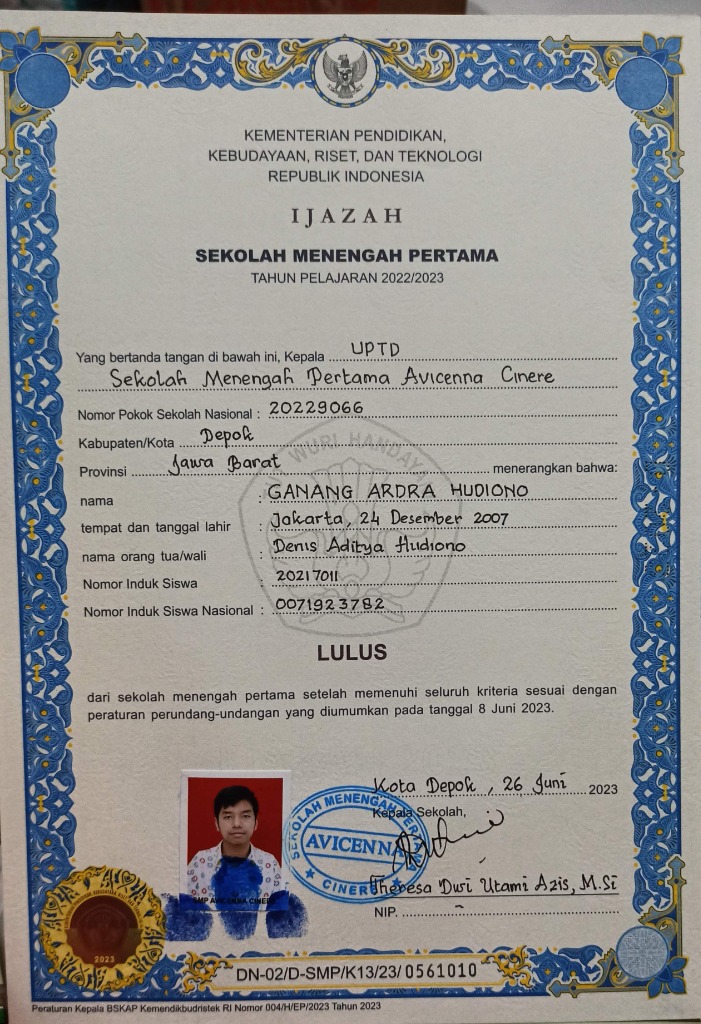 KEMENTERIAN PENDIDIKAN,
KEBUDAYAAN, RISET, DAN TEKNOLOGI
REPUBLIK INDONESIA
IJAZAH
SEKOLAH MENENGAH PERTAMA
TAHUN PELAJARAN 2022/2023
Yang bertanda tangan di bawah ini, Kepala UPTD
Sekolah Menengah Pertama Avicenna Cinere
Nomor Pokok Sekolah Nasional : 20229066
Kabupaten/Kota Depok
Provinsi Jawa Barat menerangkan bahwa:
nama : GANANG ARDRA HUDIONO
tempat dan tanggal lahir : Jakarta, 24 Desember 2007
nama orang tua/wali : Denis Aditya Hudiono
Nomor Induk Siswa : 20217011
Nomor Induk Siswa Nasional : 0071923782
LULUS
dari sekolah menengah pertama setelah memenuhi seluruh kriteria sesuai dengan
peraturan perundang-undangan yang diumumkan pada tanggal 8 Juni 2023.
Kota Depok, 26 Juni 2023
Kepala Sekolah,
SEKOLAH MENENGAH
AVICENNA
CINERE
Theresa Dwi Utami Azis, M.Si
NIP. -
SMP AVICENNA CINERE
2023
DN-02/D-SMP/K13/23/0561010
Peraturan Kepala BSKAP Kemendikbudristek RI Nomor 004/H/EP/2023 Tahun 2023